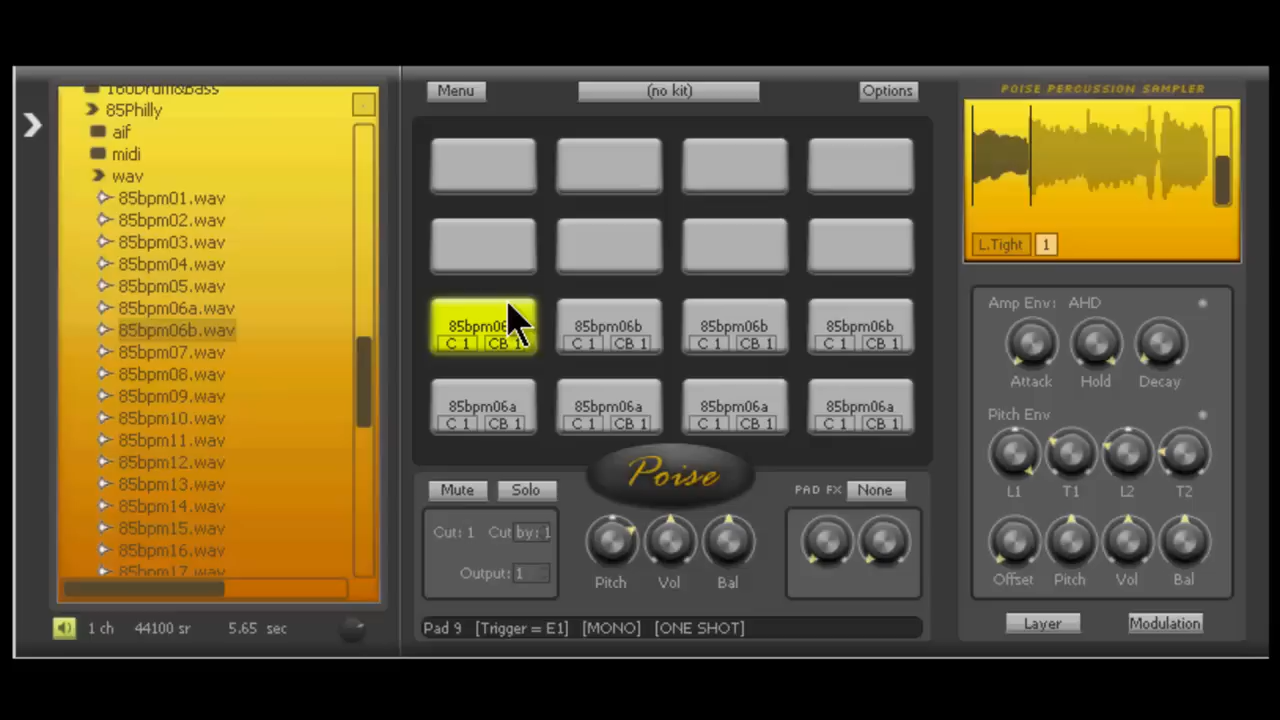 160Drum&Bass
85Philly
aif
midi
wav
85bpm01.wav
85bpm02.wav
85bpm03.wav
85bpm04.wav
85bpm05.wav
85bpm06a.wav
85bpm06b.wav
85bpm07.wav
85bpm08.wav
85bpm09.wav
85bpm10.wav
85bpm11.wav
85bpm12.wav
85bpm13.wav
85bpm14.wav
85bpm15.wav
85bpm16.wav
85bpm17.wav
1 ch 44100 sr 5.65 sec
Menu (no kit) Options
85bpm06b 85bpm06b 85bpm06b
C 1 CB 1 C 1 CB 1 C 1 CB 1 C 1 CB 1
85bpm06a 85bpm06a 85bpm06a 85bpm06a
C 1 CB 1 C 1 CB 1 C 1 CB 1 C 1 CB 1
Poise
Mute Solo PAD FX None
Cut: 1 Cut by: 1
Output: 1
Pitch Vol Bal
Pad 9 [Trigger = E1] [MONO] [ONE SHOT]
POISE PERCUSSION SAMPLER
L.Tight 1
Amp Env: AHD
Attack Hold Decay
Pitch Env
L1 T1 L2 T2
Offset Pitch Vol Bal
Layer Modulation